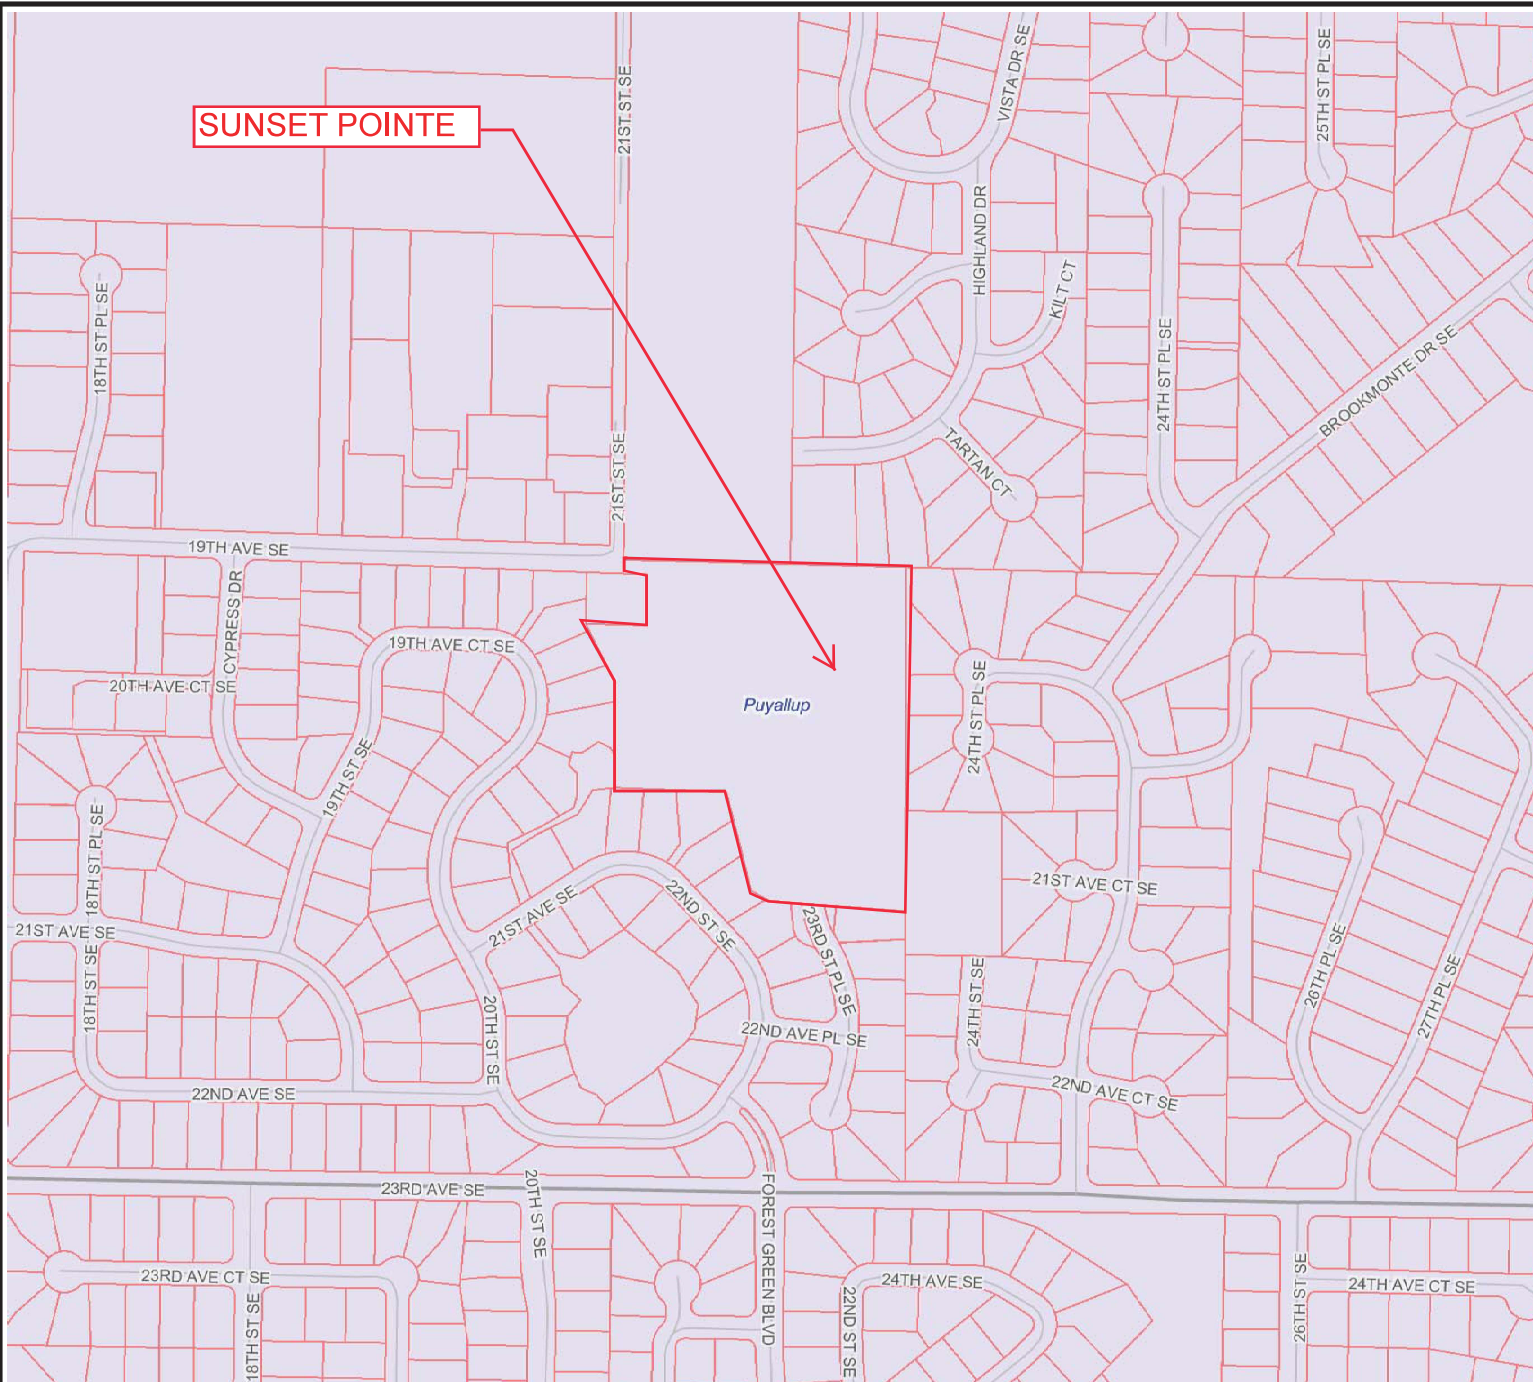 SUNSET POINTE
21ST ST SE
VISTA DR SE
25TH ST PL SE
HIGHLAND DR
KILT CT
18TH ST PL SE
24TH ST PL SE
BROOKMONTE DR SE
21ST ST SE
TARTAN CT
19TH AVE SE
CYPRESS DR
19TH AVE CT SE
20TH AVE CT SE
Puyallup
24TH ST PL SE
19TH ST SE
18TH ST PL SE
21ST AVE CT SE
21ST AVE SE
22ND ST SE
21ST AVE SE
23RD ST PL SE
18TH ST SE
20TH ST SE
22ND AVE PL SE
24TH ST SE
26TH PL SE
27TH PL SE
22ND AVE SE
22ND AVE CT SE
23RD AVE SE
20TH ST SE
FOREST GREEN BLVD
23RD AVE CT SE
18TH ST SE
22ND ST SE
24TH AVE SE
26TH ST SE
24TH AVE CT SE